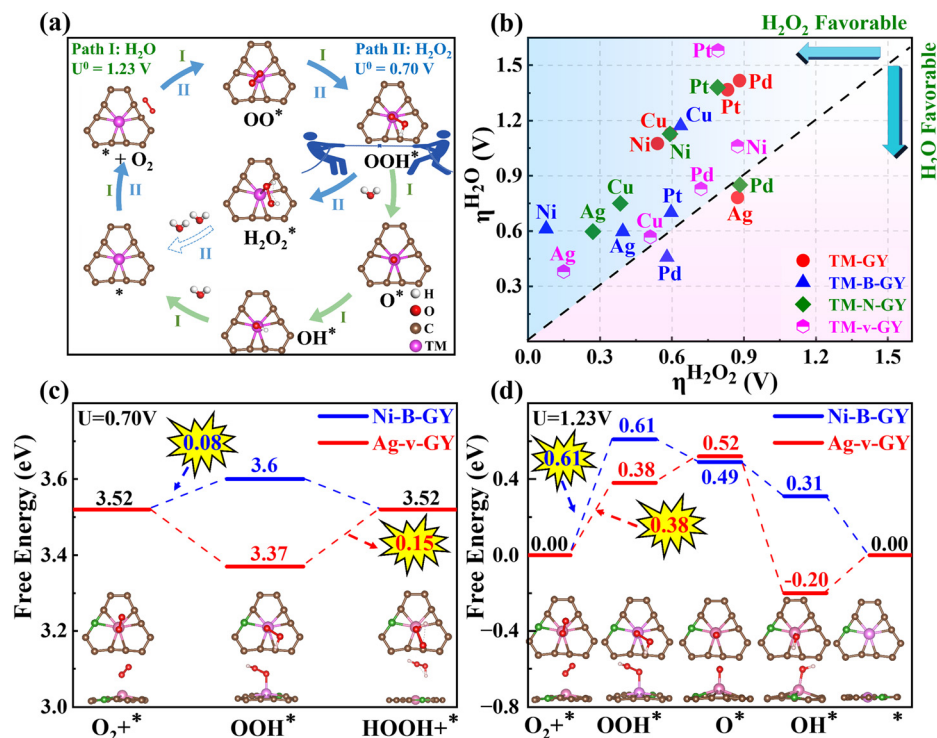 (a)
Path I: H₂O
U⁰ = 1.23 V
I
II
OO*
I
II
Path II: H₂O₂
U⁰ = 0.70 V
* + O₂
OOH*
I
II
II
I
H₂O₂*
II
*
O*
I
OH*
I
H
O
C
TM
(b)
H₂O₂ Favorable
H₂O Favorable
η^H₂O (V)
1.5
1.2
0.9
0.6
0.3
Pt
Pt
Pd
Pt
Cu
Cu
Ni
Ni
Ni
Pd
Pd
Cu
Ag
Pt
Ni
Ag
Ag
Cu
Pd
Ag
TM-GY
TM-B-GY
TM-N-GY
TM-v-GY
0.0
0.3
0.6
0.9
1.2
1.5
η^H₂O₂ (V)
(c)
U=0.70V
Ni-B-GY
Ag-v-GY
Free Energy (eV)
3.6
3.4
3.2
3.0
0.08
3.6
3.52
3.52
3.37
0.15
O₂+*
OOH*
HOOH+*
(d)
U=1.23V
Ni-B-GY
Ag-v-GY
Free Energy (eV)
0.4
0.0
−0.4
−0.8
0.61
0.61
0.52
0.49
0.38
0.38
0.31
0.00
0.00
-0.20
O₂+*
OOH*
O*
OH*
*